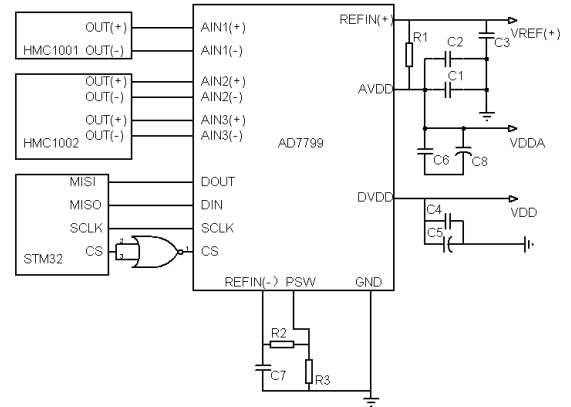 OUT(+) AIN1(+) REFIN(+) VREF(+)
HMC1001 OUT(-) AIN1(-) R1 C2 C3
OUT(+) AIN2(+) C1
OUT(-) AIN2(-) AVDD
OUT(+) AIN3(+)
HMC1002 OUT(-) AIN3(-) AD7799 VDDA
C6 C8
MISI DOUT
MISO DIN DVDD C4 VDD
SCLK SCLK C5
CS 2 3 1 CS
STM32
REFIN(-) PSW GND
R2
C7 R3